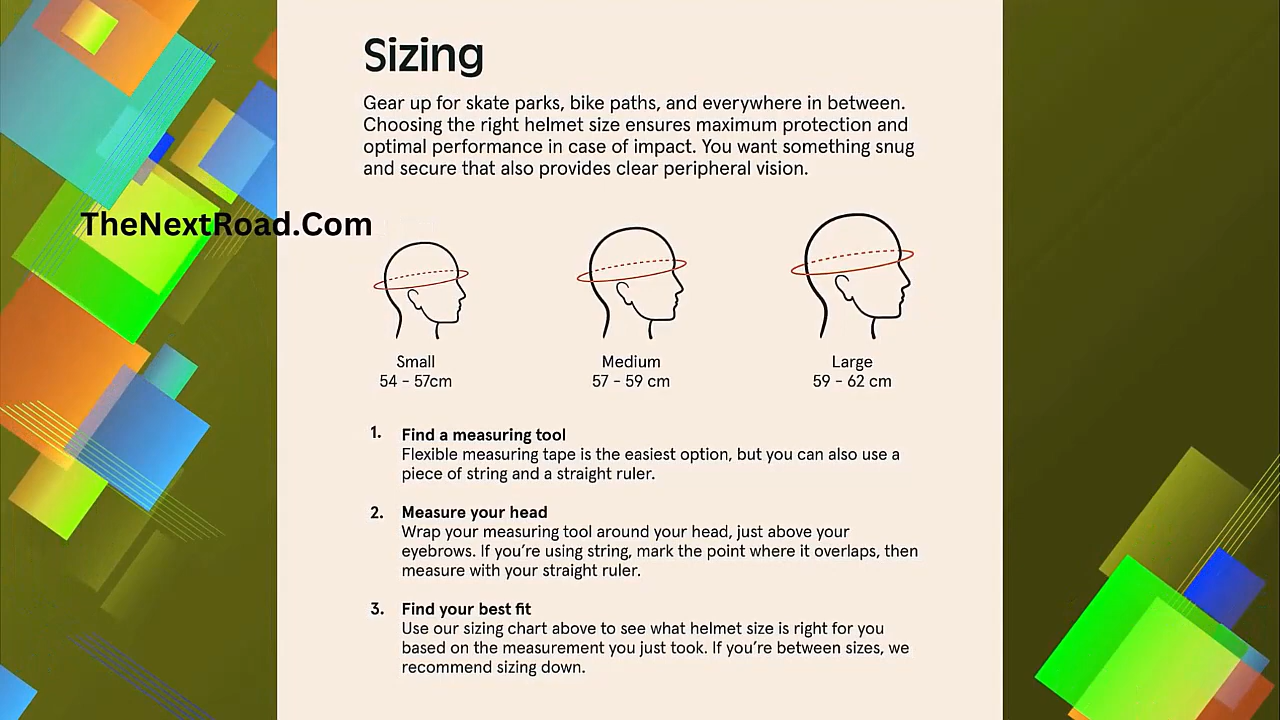 Sizing
Gear up for skate parks, bike paths, and everywhere in between.
Choosing the right helmet size ensures maximum protection and
optimal performance in case of impact. You want something snug
and secure that also provides clear peripheral vision.
TheNextRoad.Com
Small
54 - 57cm
Medium
57 - 59 cm
Large
59 - 62 cm
1. Find a measuring tool
Flexible measuring tape is the easiest option, but you can also use a
piece of string and a straight ruler.
2. Measure your head
Wrap your measuring tool around your head, just above your
eyebrows. If you're using string, mark the point where it overlaps, then
measure with your straight ruler.
3. Find your best fit
Use our sizing chart above to see what helmet size is right for you
based on the measurement you just took. If you're between sizes, we
recommend sizing down.